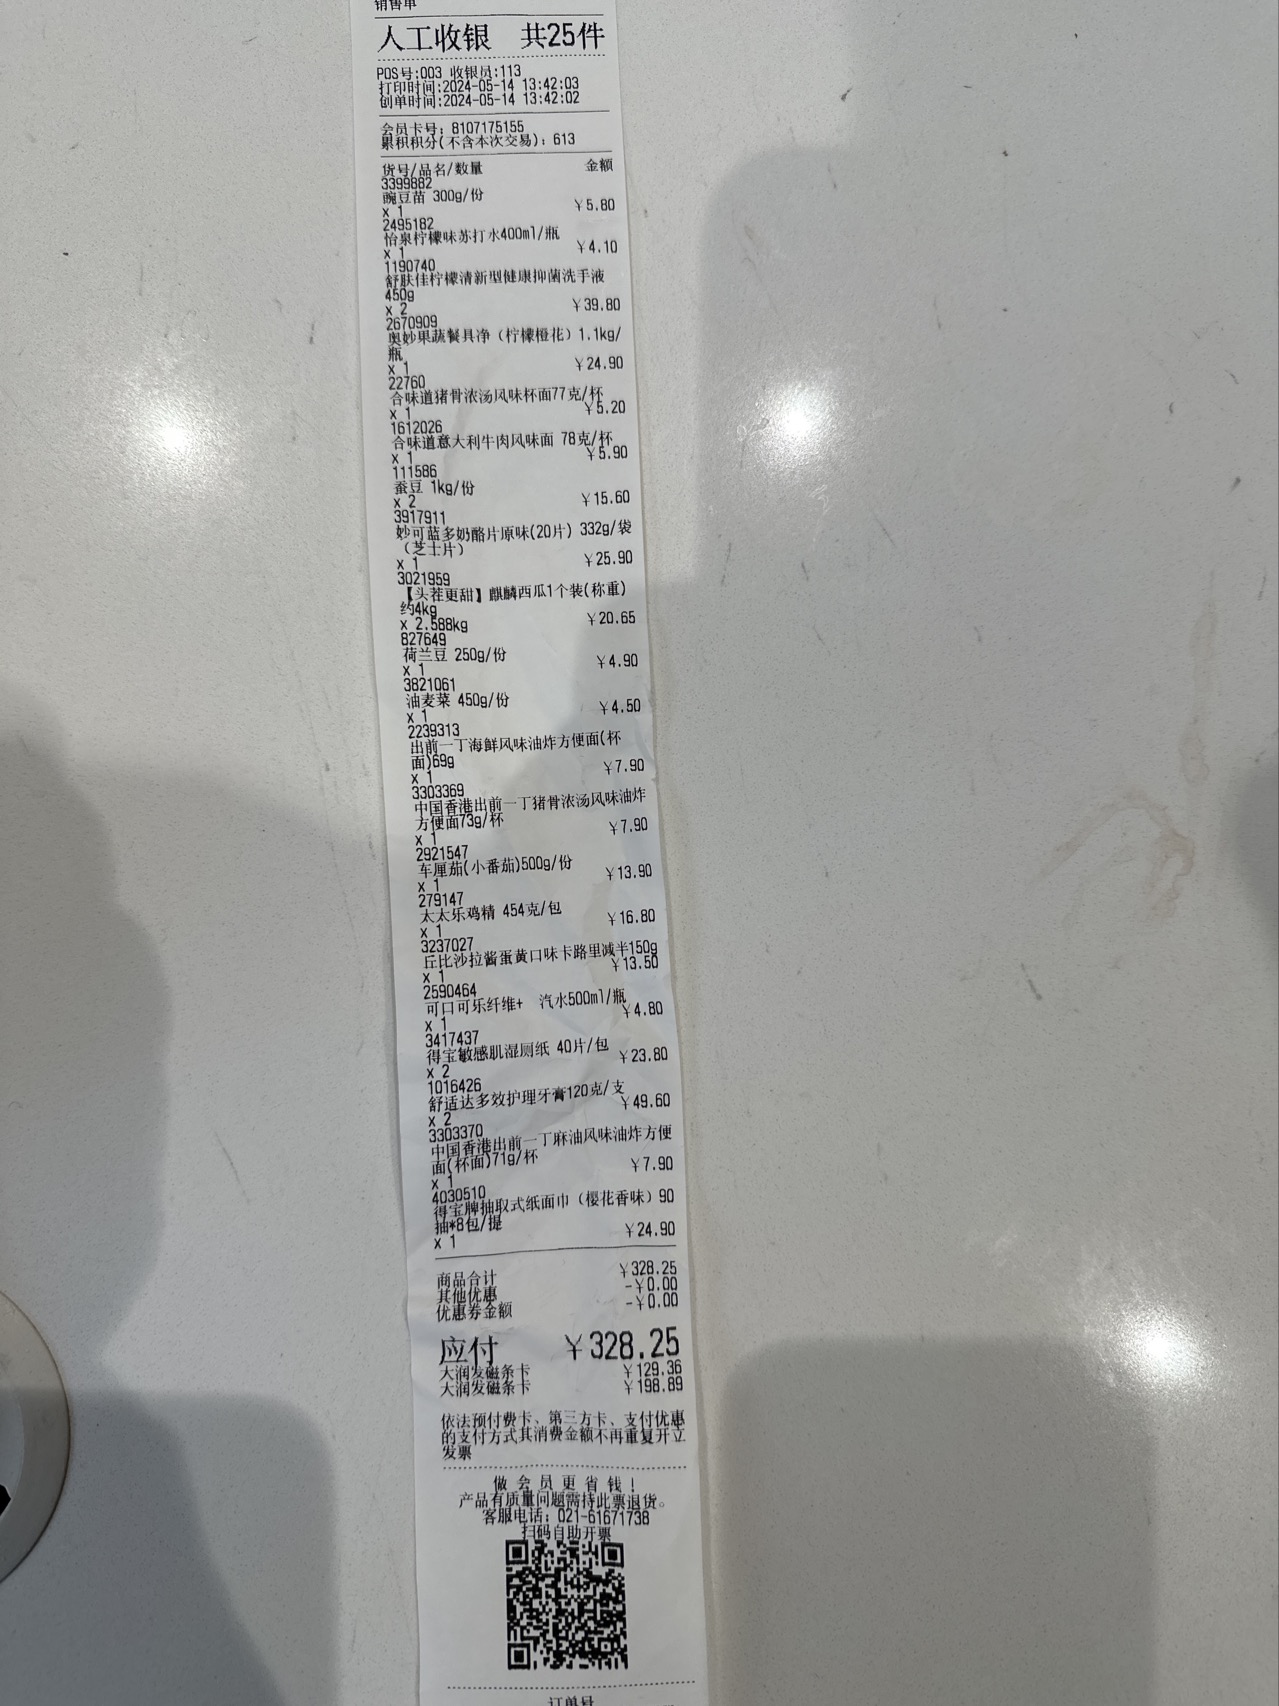 销售单
人工收银 共25件
POS号:003 收银员:113
打印时间:2024-05-14 13:42:03
创单时间:2024-05-14 13:42:02
会员卡号: 8107175155
累积积分(不含本次交易): 613
货号/品名/数量 金额
3399882
豌豆苗 300g/份
x 1 ￥5.80
2495182
怡泉柠檬味苏打水400ml/瓶
x 1 ￥4.10
1190740
舒肤佳柠檬清新型健康抑菌洗手液
450g
x 2 ￥39.80
2670909
奥妙果蔬餐具净（柠檬橙花）1.1kg/
瓶
x 1 ￥24.90
22760
合味道猪骨浓汤风味杯面77克/杯
x 1 ￥5.20
1612026
合味道意大利牛肉风味面 78克/杯
x 1 ￥5.90
111586
蚕豆 1kg/份
x 2 ￥15.60
3917911
妙可蓝多奶酪片原味(20片) 332g/袋
（芝士片）
x 1 ￥25.90
3021959
【头茬更甜】麒麟西瓜1个装(称重)
约4kg
x 2.588kg ￥20.65
827649
荷兰豆 250g/份
x 1 ￥4.90
3821061
油麦菜 450g/份
x 1 ￥4.50
2239313
出前一丁海鲜风味油炸方便面(杯
面)69g
x 1 ￥7.90
3303369
中国香港出前一丁猪骨浓汤风味油炸
方便面73g/杯
x 1 ￥7.90
2921547
车厘茄(小番茄)500g/份
x 1 ￥13.90
279147
太太乐鸡精 454克/包
x 1 ￥16.80
3237027
丘比沙拉酱蛋黄口味卡路里减半150g
x 1 ￥13.50
2590464
可口可乐纤维+ 汽水500ml/瓶
x 1 ￥4.80
3417437
得宝敏感肌湿厕纸 40片/包
x 2 ￥23.80
1016426
舒适达多效护理牙膏120克/支
x 2 ￥49.60
3303370
中国香港出前一丁麻油风味油炸方便
面(杯面)71g/杯
x 1 ￥7.90
4030510
得宝牌抽取式纸面巾（樱花香味）90
抽*8包/提
x 1 ￥24.90
商品合计 ￥328.25
其他优惠 -￥0.00
优惠券金额 -￥0.00
应付 ￥328.25
大润发磁条卡 ￥129.36
大润发磁条卡 ￥198.89
依法预付费卡、第三方卡、支付优惠
的支付方式其消费金额不再重复开立
发票
做 会 员 更 省 钱！
产品有质量问题需持此票退货。
客服电话: 021-61671738
扫码自助开票
订单号